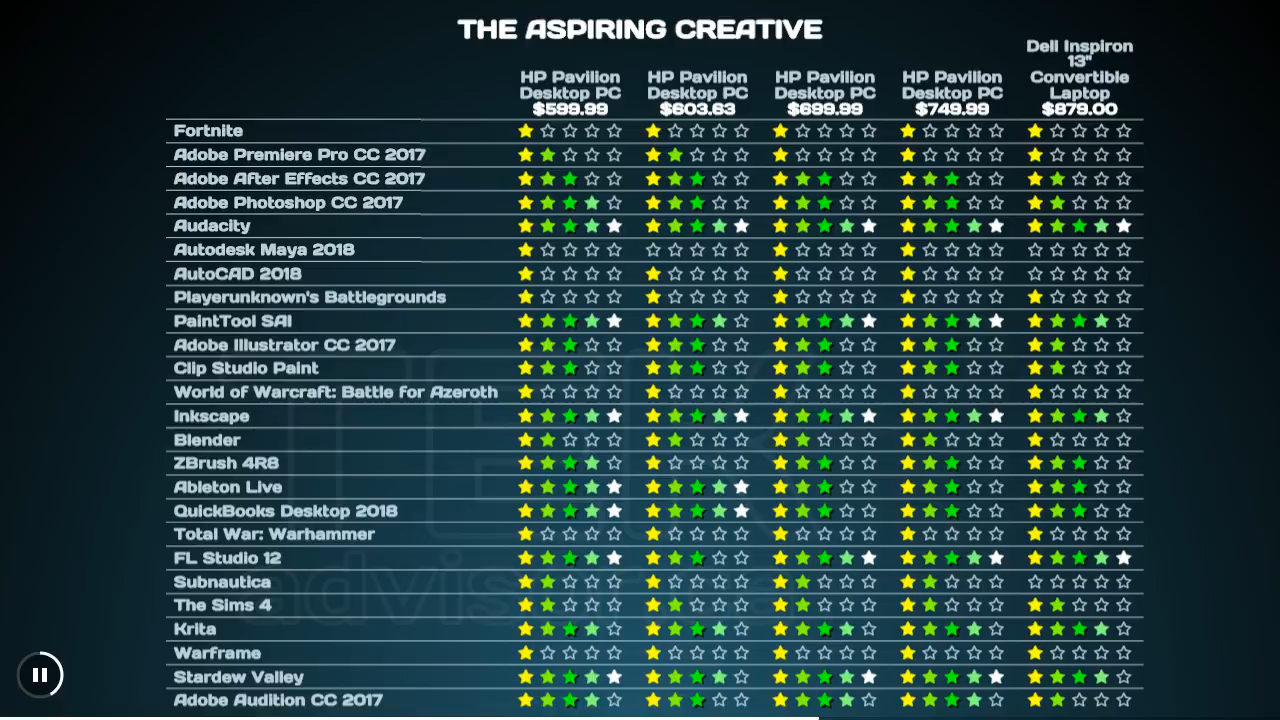 THE ASPIRING CREATIVE
HP Pavilion
Desktop PC
$599.99
HP Pavilion
Desktop PC
$603.63
HP Pavilion
Desktop PC
$699.99
HP Pavilion
Desktop PC
$749.99
Dell Inspiron
13"
Convertible
Laptop
$879.00
Fortnite
Adobe Premiere Pro CC 2017
Adobe After Effects CC 2017
Adobe Photoshop CC 2017
Audacity
Autodesk Maya 2018
AutoCAD 2018
Playerunknown's Battlegrounds
PaintTool SAI
Adobe Illustrator CC 2017
Clip Studio Paint
World of Warcraft: Battle for Azeroth
Inkscape
Blender
ZBrush 4R8
Ableton Live
QuickBooks Desktop 2018
Total War: Warhammer
FL Studio 12
Subnautica
The Sims 4
Krita
Warframe
Stardew Valley
Adobe Audition CC 2017